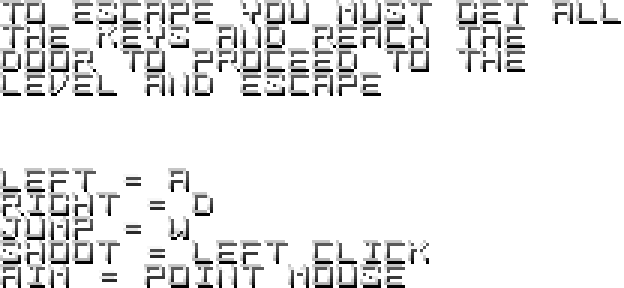 TO ESCAPE YOU MUST GET ALL
THE KEYS AND REACH THE
DOOR TO PROCEED TO THE
LEVEL AND ESCAPE
LEFT = A
RIGHT = D
JUMP = W
SHOOT = LEFT CLICK
AIM = POINT MOUSE